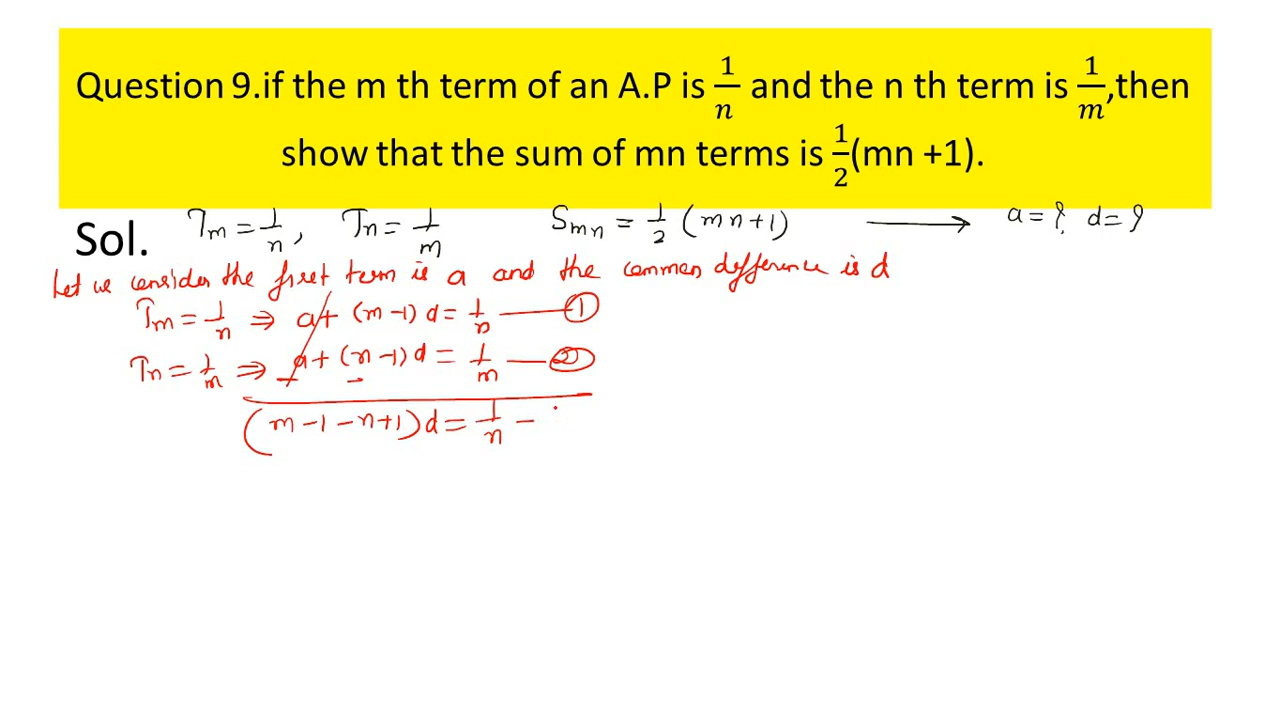 Question 9.if the m th term of an A.P is 1/n and the n th term is 1/m,then
show that the sum of mn terms is 1/2(mn +1).
Sol. Tm = 1/n, Tn = 1/m Smn = 1/2 (mn+1) ⟶ a = ? d = ?
Let we consider the first term is a and the common difference is d
Tm = 1/n ⇒ a + (m-1) d = 1/n —— ①
Tn = 1/m ⇒ a + (n-1) d = 1/m —— ②
- -
(m-1-n+1) d = 1/n -